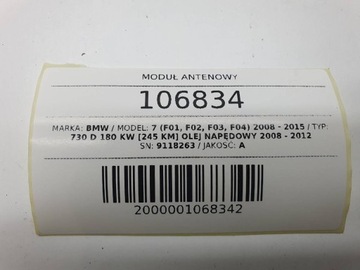 MODUŁ ANTENOWY
106834
MARKA: BMW / MODEL: 7 (F01, F02, F03, F04) 2008 - 2015 / TYP:
730 D 180 KW [245 KM] OLEJ NAPĘDOWY 2008 - 2012
SN: 9118263 / JAKOŚĆ: A
2000001068342